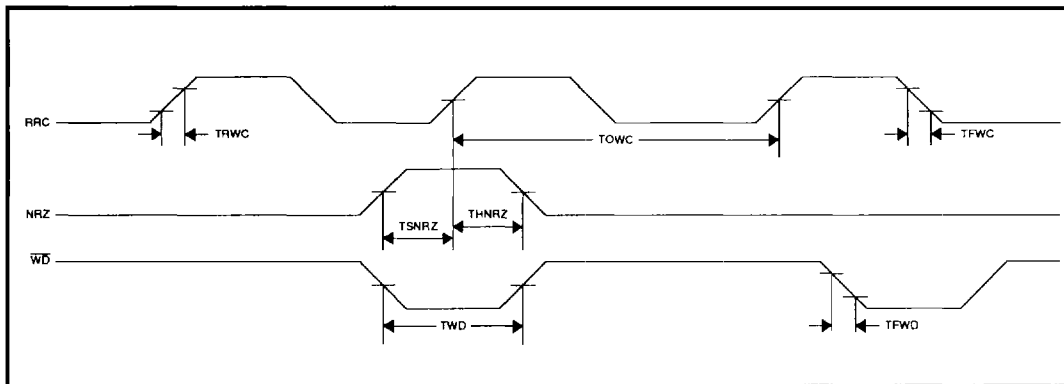 RRC
TRWC
TOWC
TFWC
NRZ
TSNRZ
THNRZ
WD
TWD
TFWD